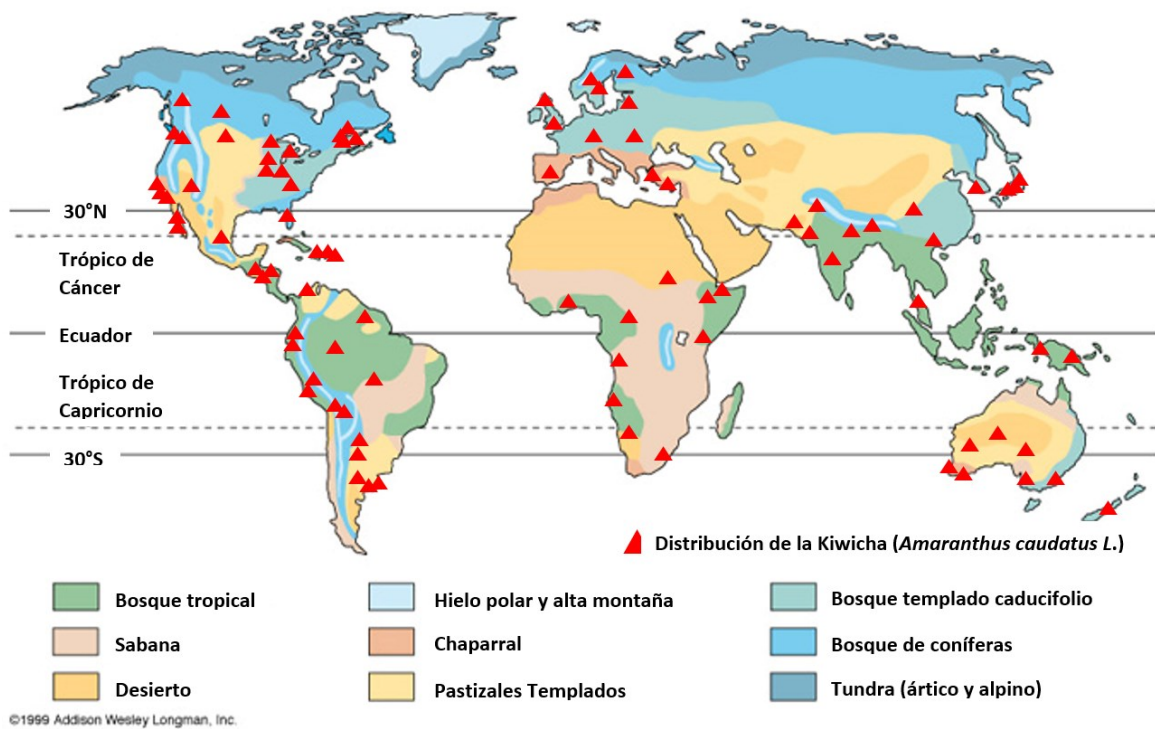 30°N
Trópico de
Cáncer
Ecuador
Trópico de
Capricornio
30°S
Distribución de la Kiwicha (Amaranthus caudatus L.)
Bosque tropical
Hielo polar y alta montaña
Bosque templado caducifolio
Sabana
Chaparral
Bosque de coníferas
Desierto
Pastizales Templados
Tundra (ártico y alpino)
©1999 Addison Wesley Longman, Inc.